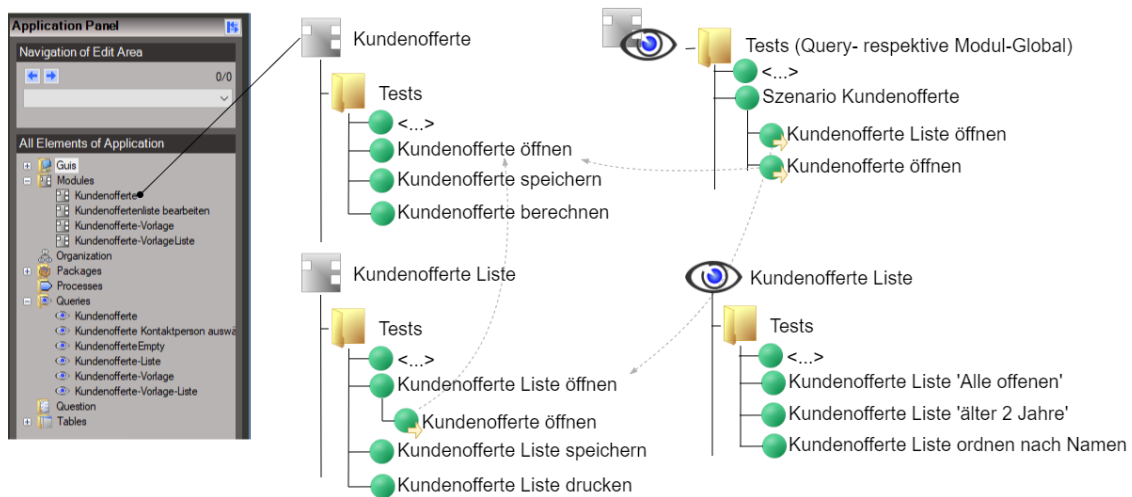 Application Panel
Navigation of Edit Area
0/0
All Elements of Application
Guis
Modules
Kundenofferte
Kundenoffertenliste bearbeiten
Kundenofferte-Vorlage
Kundenofferte-VorlageListe
Organization
Packages
Processes
Queries
Kundenofferte
Kundenofferte Kontaktperson auswä
KundenofferteEmpty
Kundenofferte-Liste
Kundenofferte-Vorlage
Kundenofferte-Vorlage-Liste
Question
Tables
Kundenofferte
Tests
<...>
Kundenofferte öffnen
Kundenofferte speichern
Kundenofferte berechnen
Tests (Query- respektive Modul-Global)
<...>
Szenario Kundenofferte
Kundenofferte Liste öffnen
Kundenofferte öffnen
Kundenofferte Liste
Tests
<...>
Kundenofferte Liste öffnen
Kundenofferte öffnen
Kundenofferte Liste speichern
Kundenofferte Liste drucken
Kundenofferte Liste
Tests
<...>
Kundenofferte Liste 'Alle offenen'
Kundenofferte Liste 'älter 2 Jahre'
Kundenofferte Liste ordnen nach Namen